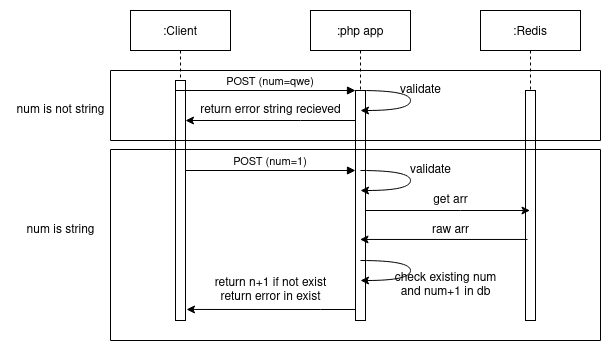 :Client
:php app
:Redis
POST (num=qwe)
validate
num is not string
return error string recieved
POST (num=1)
validate
get arr
num is string
raw arr
check existing num
and num+1 in db
return n+1 if not exist
return error in exist